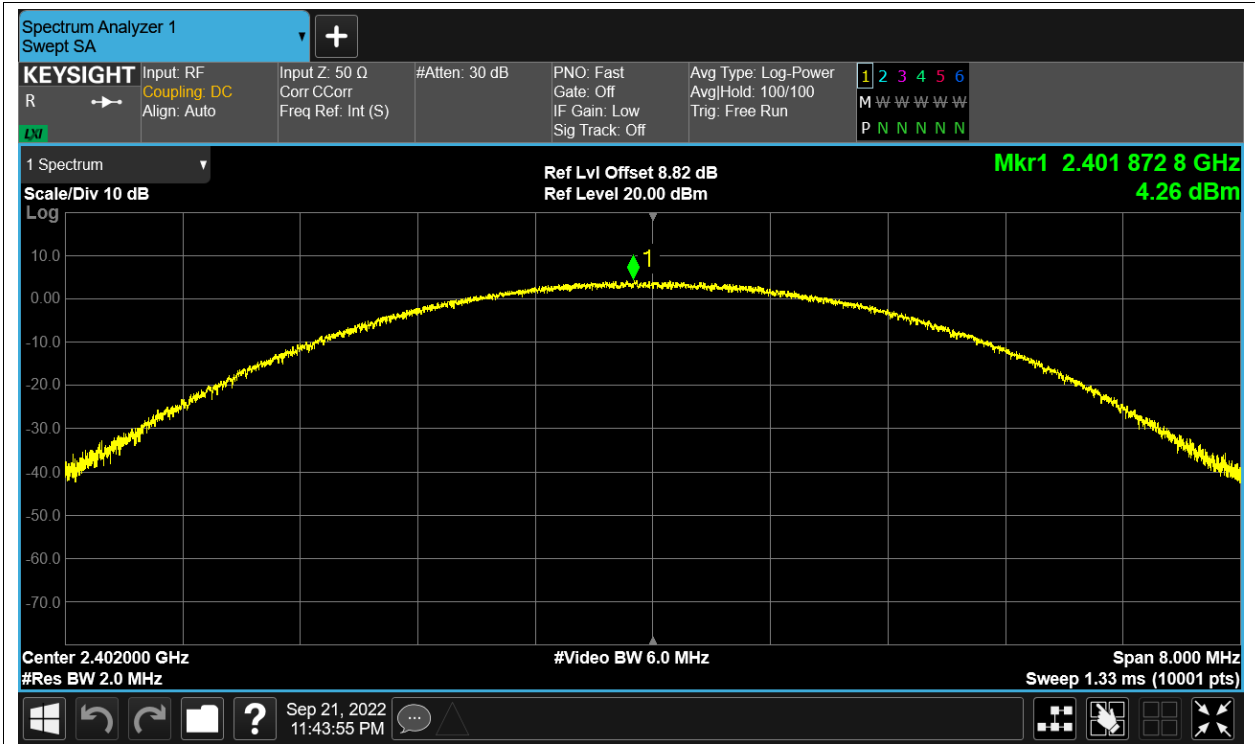 Spectrum Analyzer 1
Swept SA
KEYSIGHT
R
LXI
Input: RF
Coupling: DC
Align: Auto
Input Z: 50 Ω
Corr CCorr
Freq Ref: Int (S)
#Atten: 30 dB
PNO: Fast
Gate: Off
IF Gain: Low
Sig Track: Off
Avg Type: Log-Power
Avg|Hold: 100/100
Trig: Free Run
1 2 3 4 5 6
M W W W W W
P N N N N N
1 Spectrum
Scale/Div 10 dB
Ref Lvl Offset 8.82 dB
Ref Level 20.00 dBm
Mkr1 2.401 872 8 GHz
4.26 dBm
Log
1
10.0
0.00
-10.0
-20.0
-30.0
-40.0
-50.0
-60.0
-70.0
Center 2.402000 GHz
#Res BW 2.0 MHz
#Video BW 6.0 MHz
Span 8.000 MHz
Sweep 1.33 ms (10001 pts)
?
Sep 21, 2022
11:43:55 PM